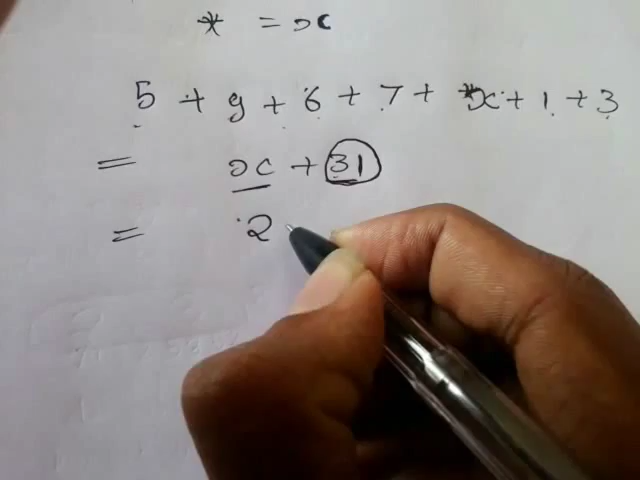 * = x
5 + 9 + 6 + 7 + x + 1 + 3
= x + 31
= 2